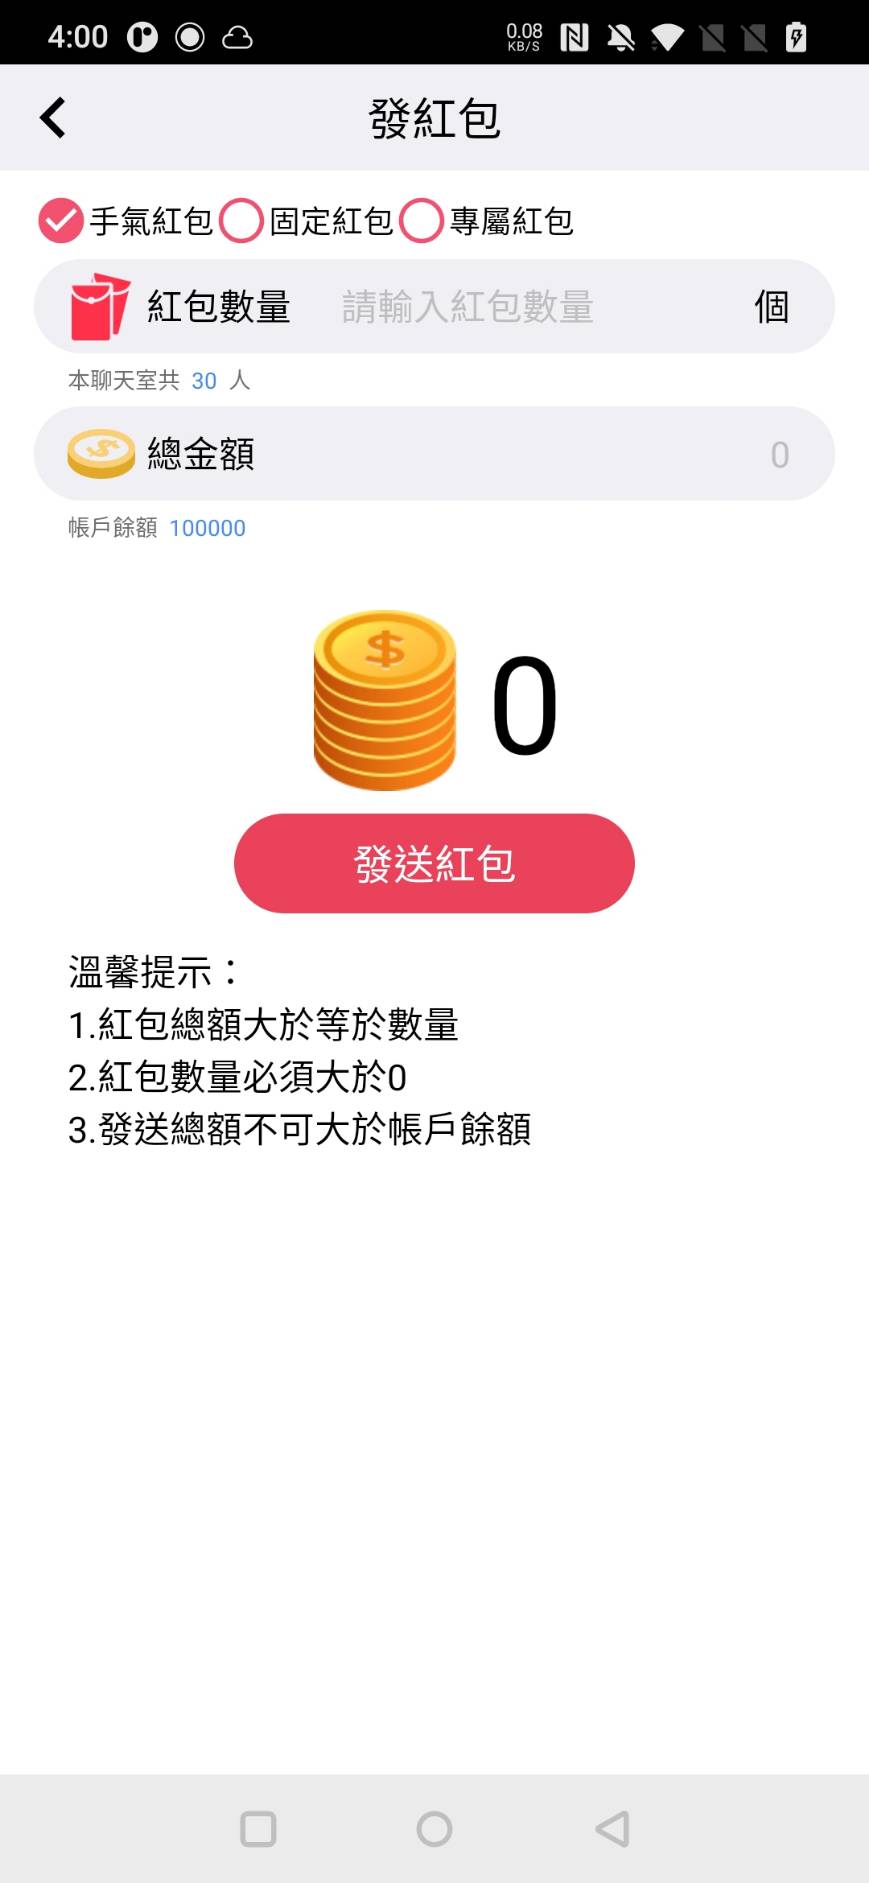 4:00 0.08 KB/S
發紅包
手氣紅包 固定紅包 專屬紅包
紅包數量 請輸入紅包數量 個
本聊天室共 30 人
總金額 0
帳戶餘額 100000
$ 0
發送紅包
溫馨提示：
1.紅包總額大於等於數量
2.紅包數量必須大於0
3.發送總額不可大於帳戶餘額